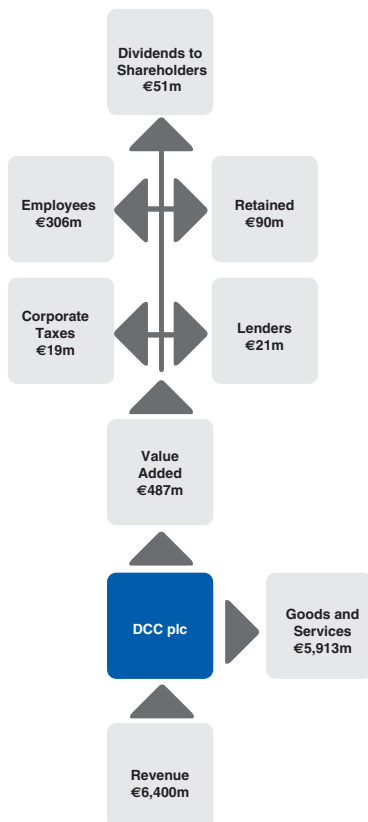 Dividends to
Shareholders
€51m
Employees
€306m
Retained
€90m
Corporate
Taxes
€19m
Lenders
€21m
Value
Added
€487m
DCC plc
Goods and
Services
€5,913m
Revenue
€6,400m